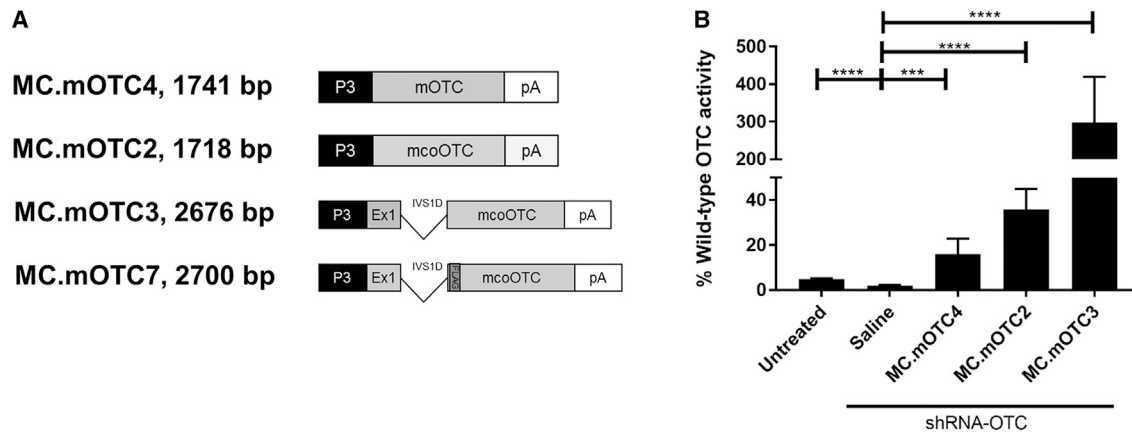 A
MC.mOTC4, 1741 bp
P3 mOTC pA
MC.mOTC2, 1718 bp
P3 mcoOTC pA
MC.mOTC3, 2676 bp
P3 Ex1 IVS1D mcoOTC pA
MC.mOTC7, 2700 bp
P3 Ex1 IVS1D FLAG mcoOTC pA
B
% Wild-type OTC activity
500
400
300
200
40
20
0
****
****
**** ***
Untreated
Saline
MC.mOTC4
MC.mOTC2
MC.mOTC3
shRNA-OTC